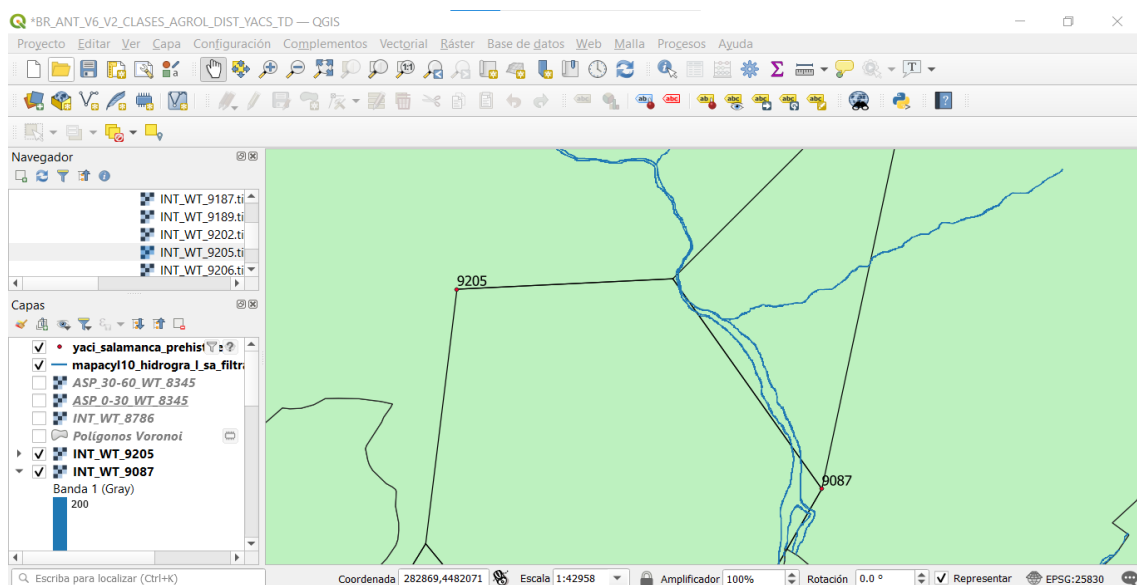 *BR_ANT_V6_V2_CLASES_AGROL_DIST_YACS_TD — QGIS
Proyecto Editar Ver Capa Configuración Complementos Vectorial Ráster Base de datos Web Malla Procesos Ayuda
Navegador
INT_WT_9187.ti
INT_WT_9189.ti
INT_WT_9202.ti
INT_WT_9205.ti
INT_WT_9206.ti
Capas
yaci_salamanca_prehist
mapacyl10_hidrogra_l_sa_filtra
ASP_30-60_WT_8345
ASP_0-30_WT_8345
INT_WT_8786
Polígonos Voronoi
INT_WT_9205
INT_WT_9087
Banda 1 (Gray)
200
9205
9087
Escriba para localizar (Ctrl+K)
Coordenada 282869,4482071 Escala 1:42958 Amplificador 100% Rotación 0.0 ° Representar EPSG:25830